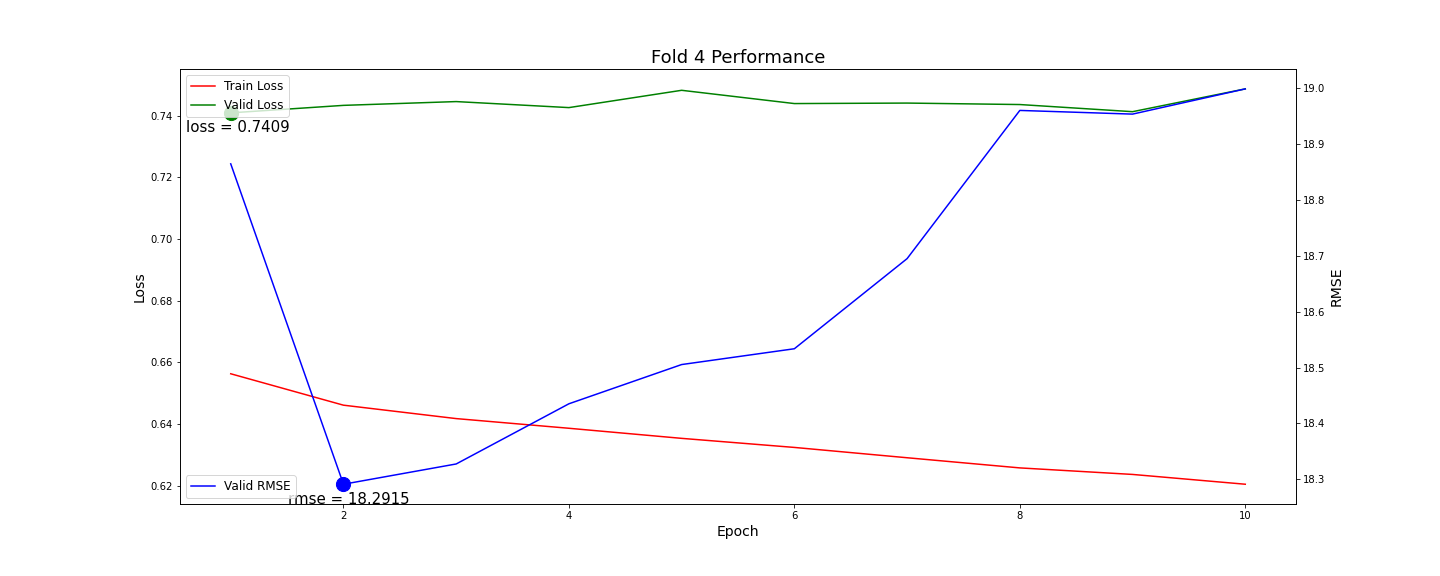 Fold 4 Performance
Train Loss
Valid Loss
loss = 0.7409
Valid RMSE
rmse = 18.2915
0.74
0.72
0.70
0.68
0.66
0.64
0.62
Loss
19.0
18.9
18.8
18.7
18.6
18.5
18.4
18.3
RMSE
2 4 6 8 10
Epoch